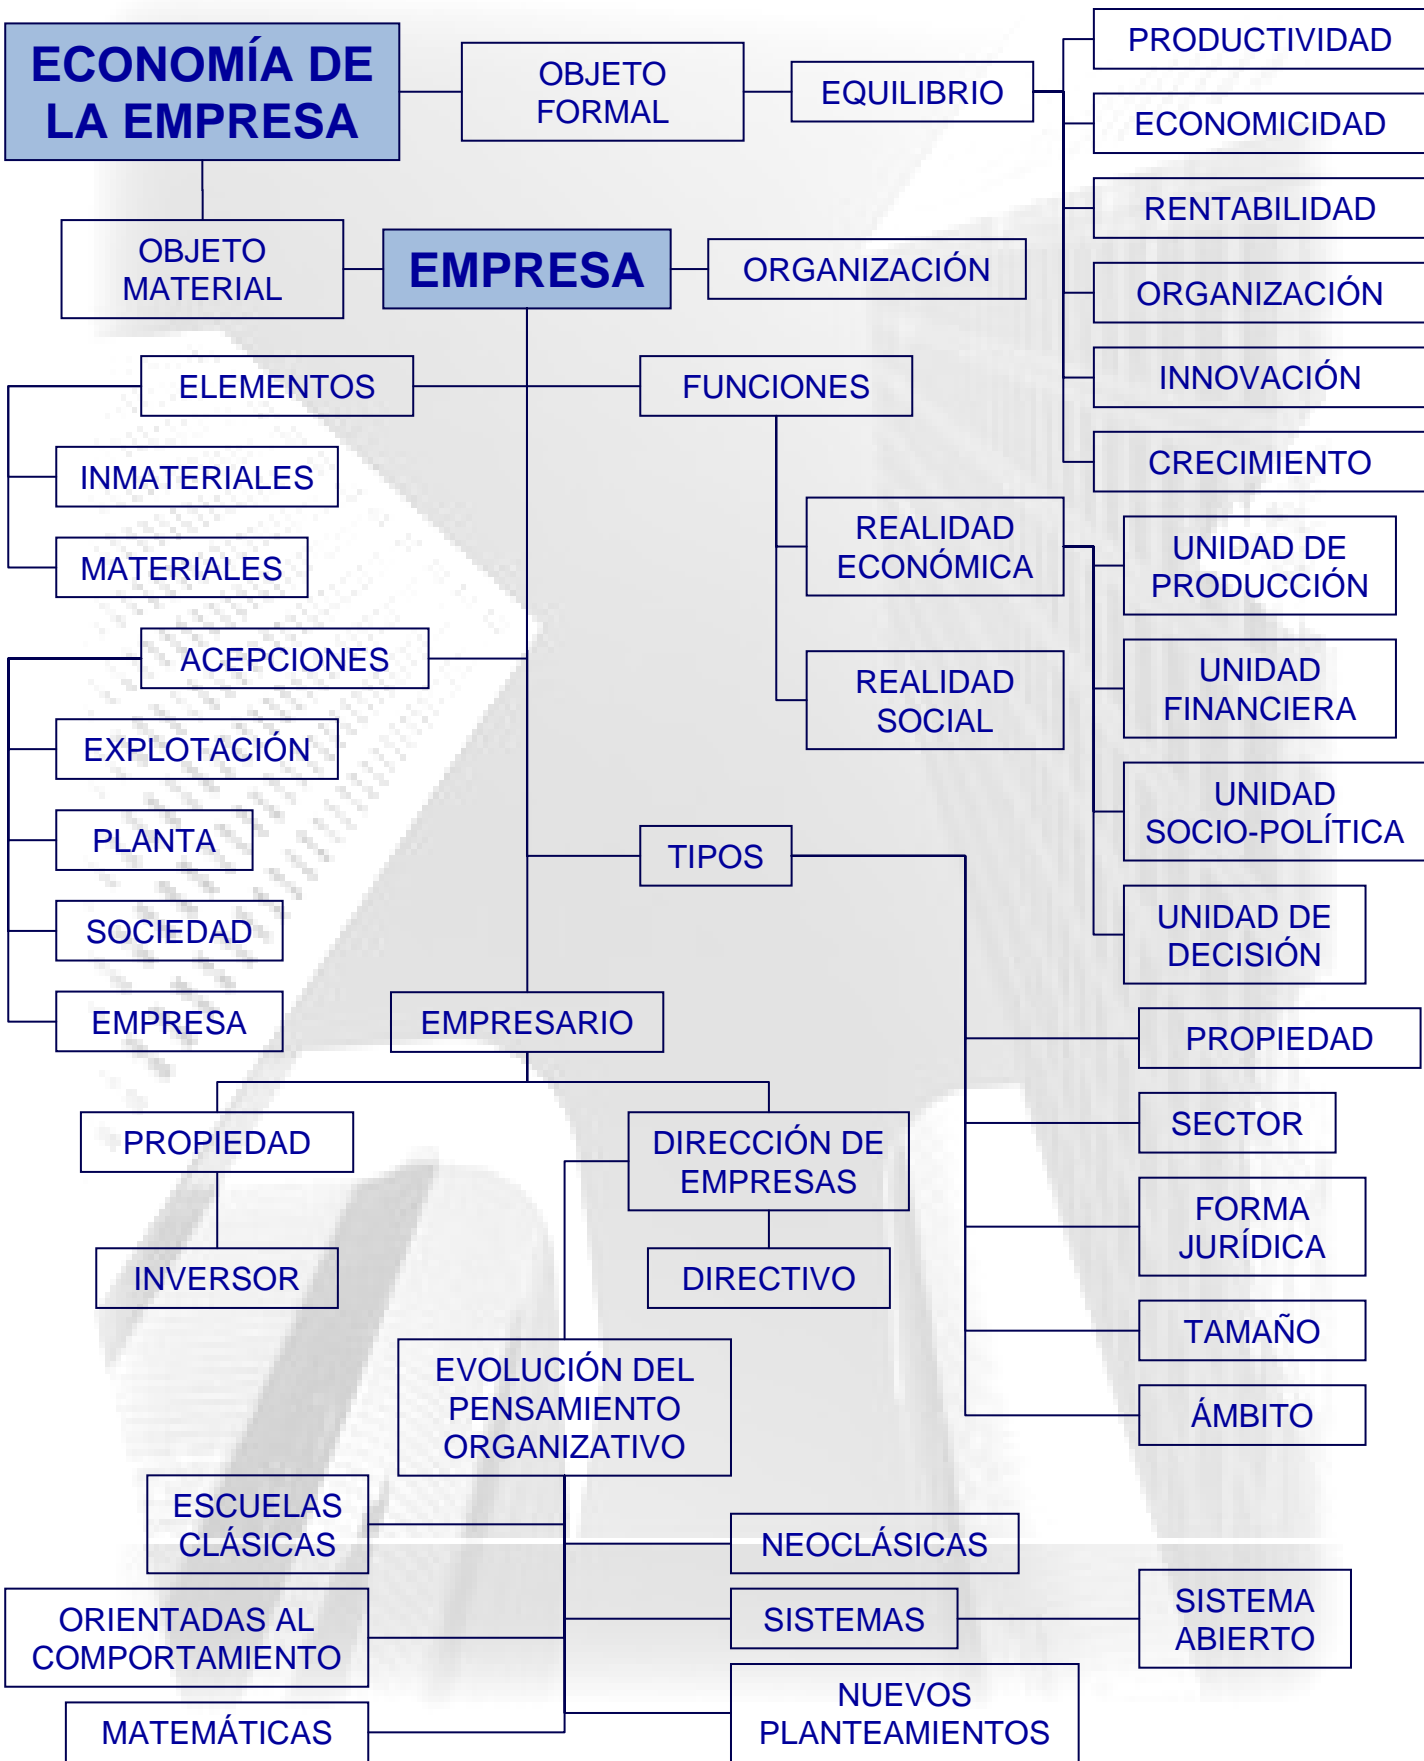 ECONOMÍA DE
LA EMPRESA
OBJETO
FORMAL
EQUILIBRIO
PRODUCTIVIDAD
ECONOMICIDAD
RENTABILIDAD
ORGANIZACIÓN
INNOVACIÓN
CRECIMIENTO
OBJETO
MATERIAL
EMPRESA
ORGANIZACIÓN
ELEMENTOS
INMATERIALES
MATERIALES
FUNCIONES
REALIDAD
ECONÓMICA
UNIDAD DE
PRODUCCIÓN
UNIDAD
FINANCIERA
UNIDAD
SOCIO-POLÍTICA
UNIDAD DE
DECISIÓN
REALIDAD
SOCIAL
ACEPCIONES
EXPLOTACIÓN
PLANTA
SOCIEDAD
EMPRESA
TIPOS
PROPIEDAD
SECTOR
FORMA
JURÍDICA
TAMAÑO
ÁMBITO
EMPRESARIO
PROPIEDAD
INVERSOR
DIRECCIÓN DE
EMPRESAS
DIRECTIVO
EVOLUCIÓN DEL
PENSAMIENTO
ORGANIZATIVO
ESCUELAS
CLÁSICAS
NEOCLÁSICAS
ORIENTADAS AL
COMPORTAMIENTO
SISTEMAS
SISTEMA
ABIERTO
MATEMÁTICAS
NUEVOS
PLANTEAMIENTOS